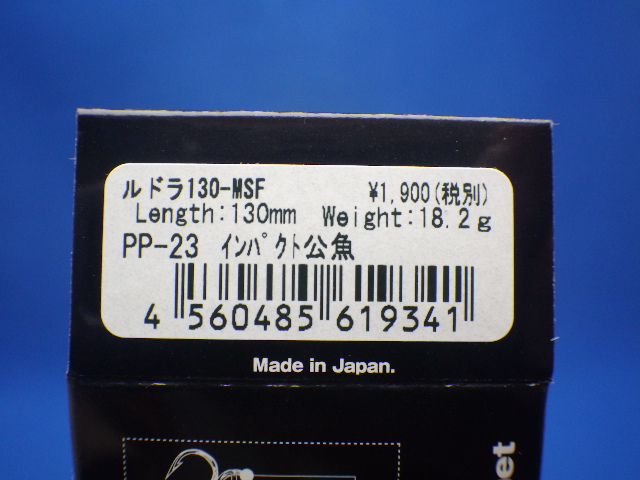 ルドラ130-MSF ¥1,900(税別)
Length:130mm Weight:18.2g
PP-23 ｲﾝﾊﾟｸﾄ公魚
4 560485 619341
Made in Japan.
et